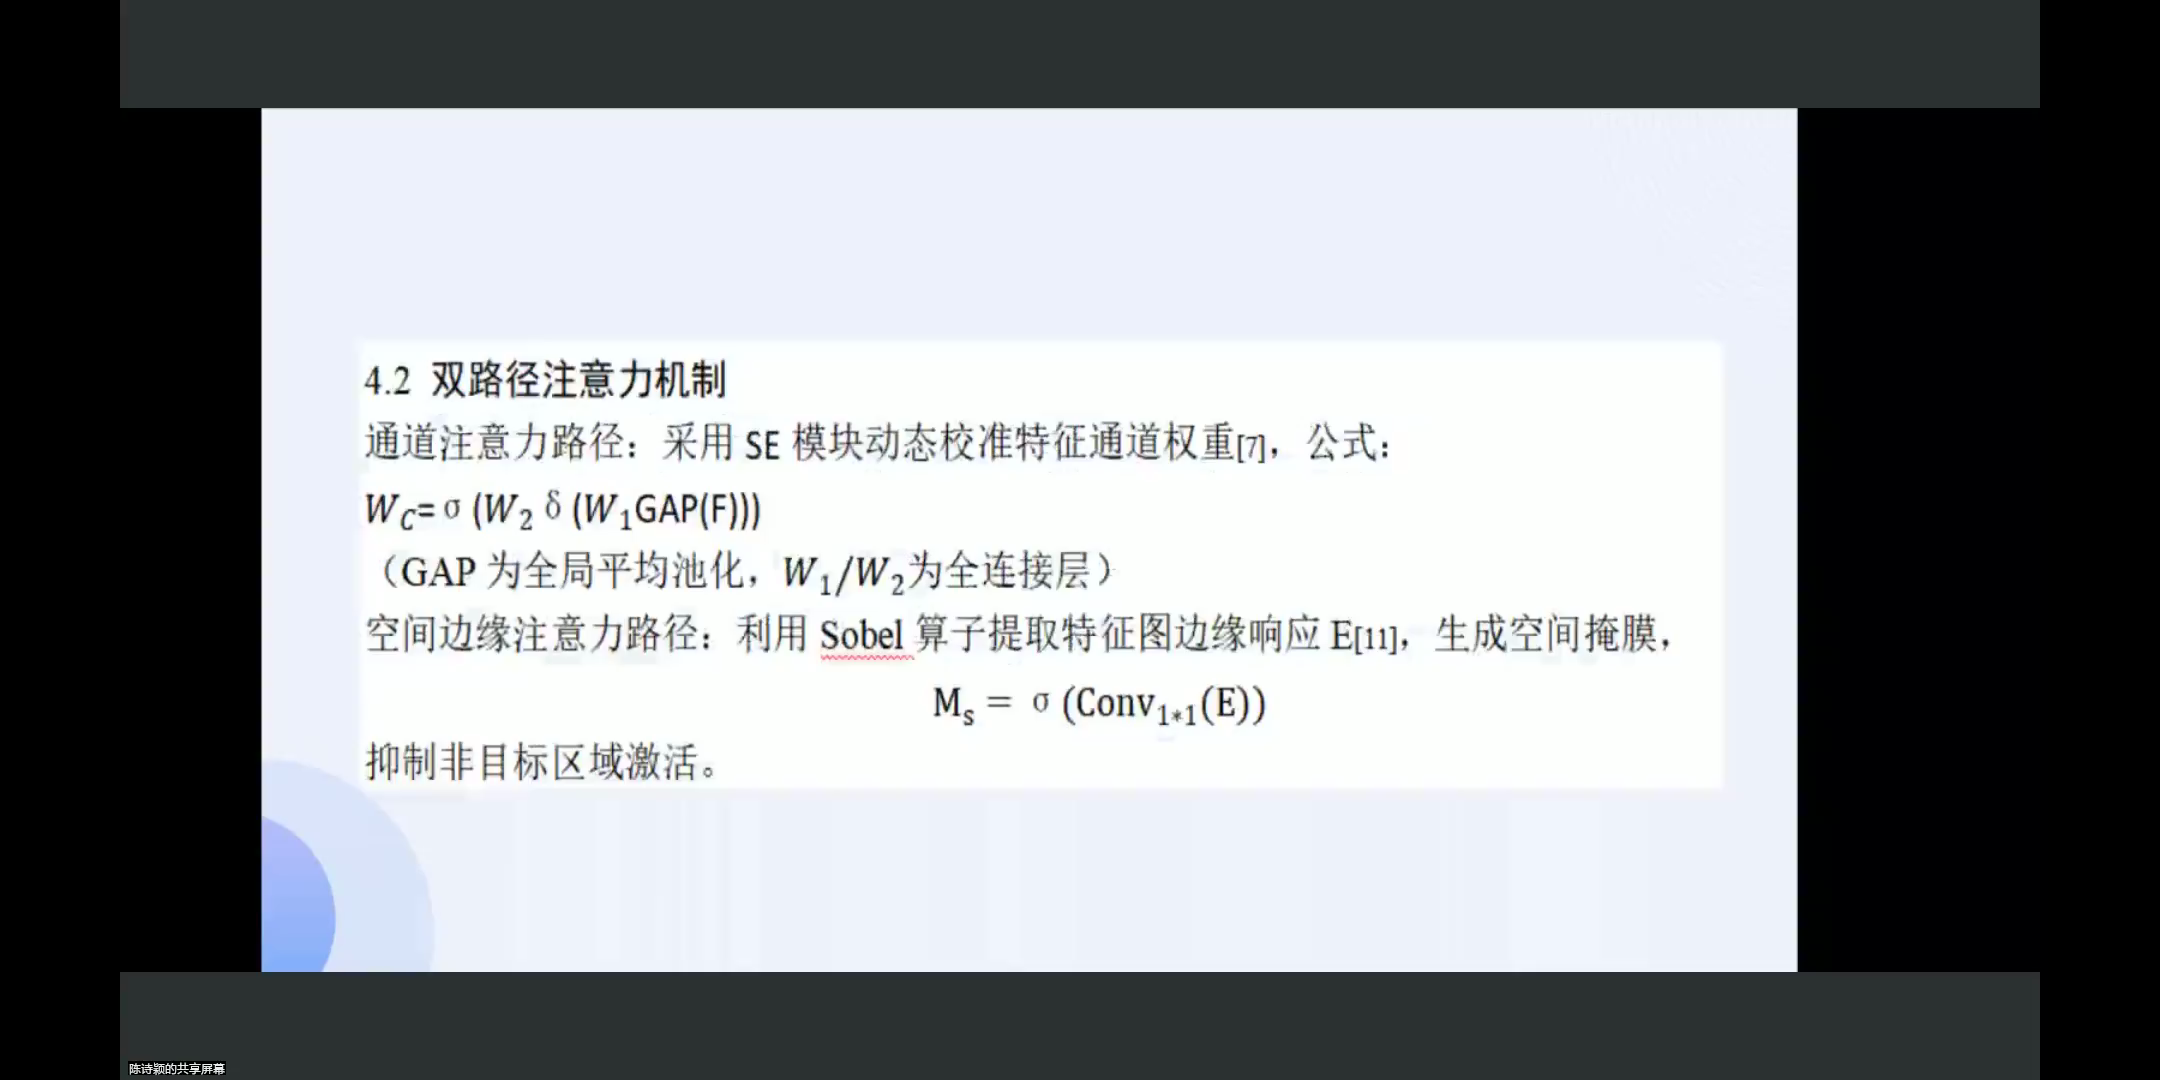 4.2 双路径注意力机制
通道注意力路径：采用 SE 模块动态校准特征通道权重[7]，公式：
W_C=σ(W_2 δ(W_1GAP(F)))
（GAP 为全局平均池化，W_1/W_2为全连接层）
空间边缘注意力路径：利用 Sobel 算子提取特征图边缘响应 E[11]，生成空间掩膜，
M_s = σ(Conv_{1*1}(E))
抑制非目标区域激活。
陈诗颖的共享屏幕